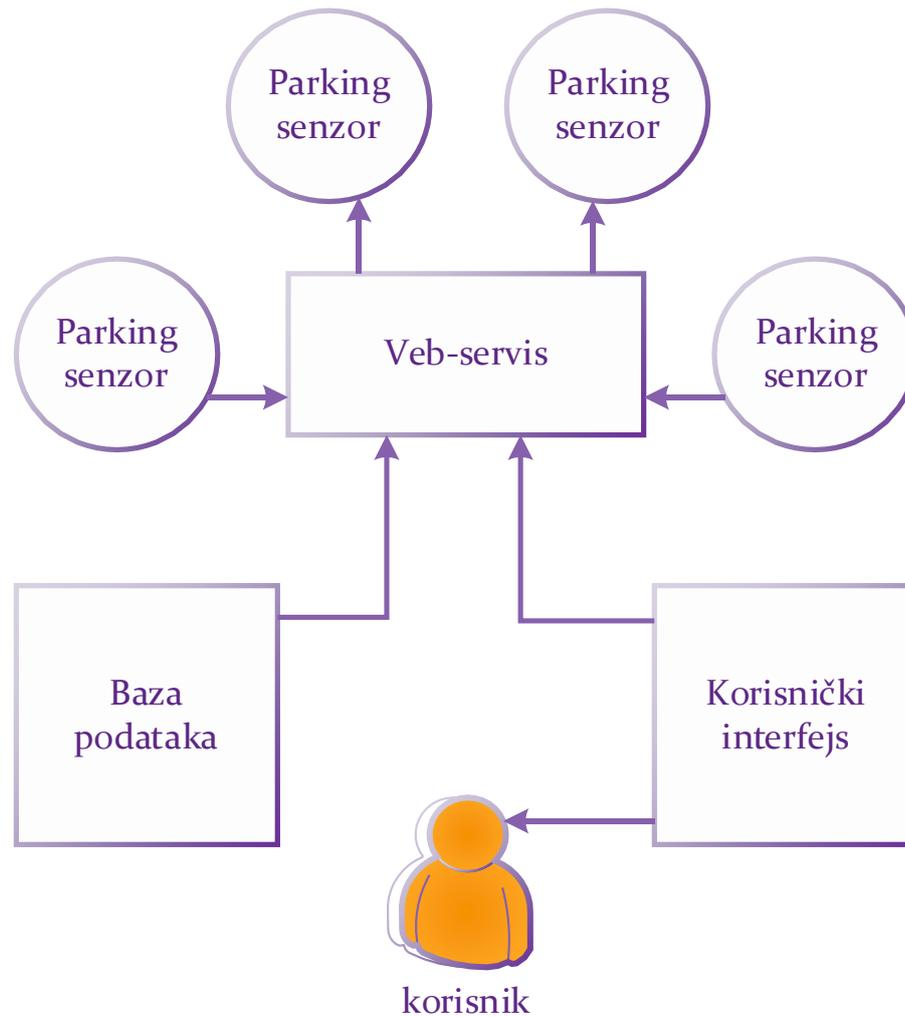 Parking
senzor
Parking
senzor
Parking
senzor
Veb-servis
Parking
senzor
Baza
podataka
Korisnički
interfejs
korisnik